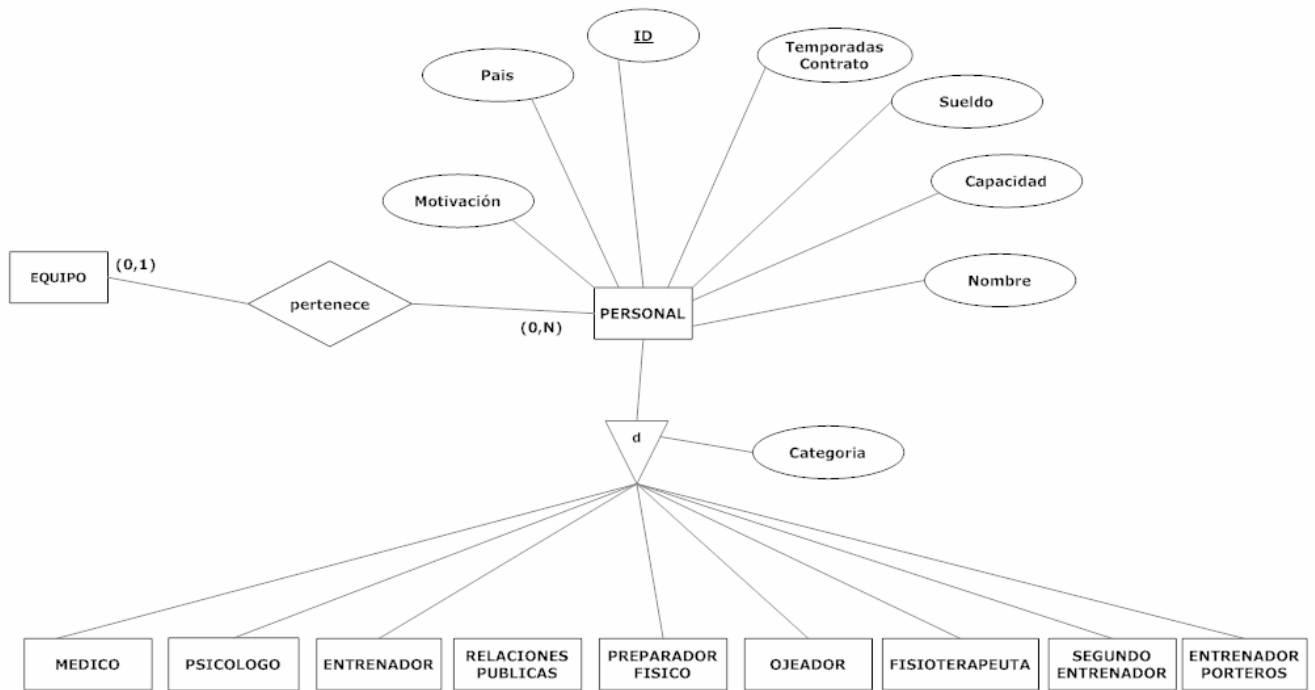 ID
Temporadas
Contrato
Pais
Sueldo
Motivación
Capacidad
EQUIPO
(0,1)
pertenece
(0,N)
PERSONAL
Nombre
d
Categoria
MEDICO
PSICOLOGO
ENTRENADOR
RELACIONES
PUBLICAS
PREPARADOR
FISICO
OJEADOR
FISIOTERAPEUTA
SEGUNDO
ENTRENADOR
ENTRENADOR
PORTEROS